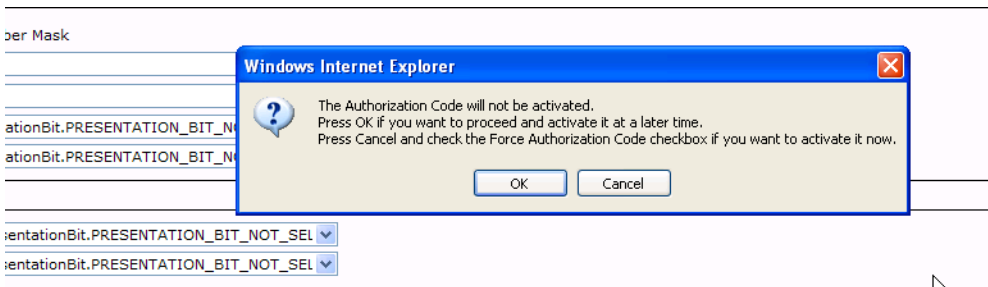 per Mask
Windows Internet Explorer
The Authorization Code will not be activated.
Press OK if you want to proceed and activate it at a later time.
Press Cancel and check the Force Authorization Code checkbox if you want to activate it now.
ationBit.PRESENTATION_BIT_N
ationBit.PRESENTATION_BIT_N
OK Cancel
sentationBit.PRESENTATION_BIT_NOT_SEL
sentationBit.PRESENTATION_BIT_NOT_SEL